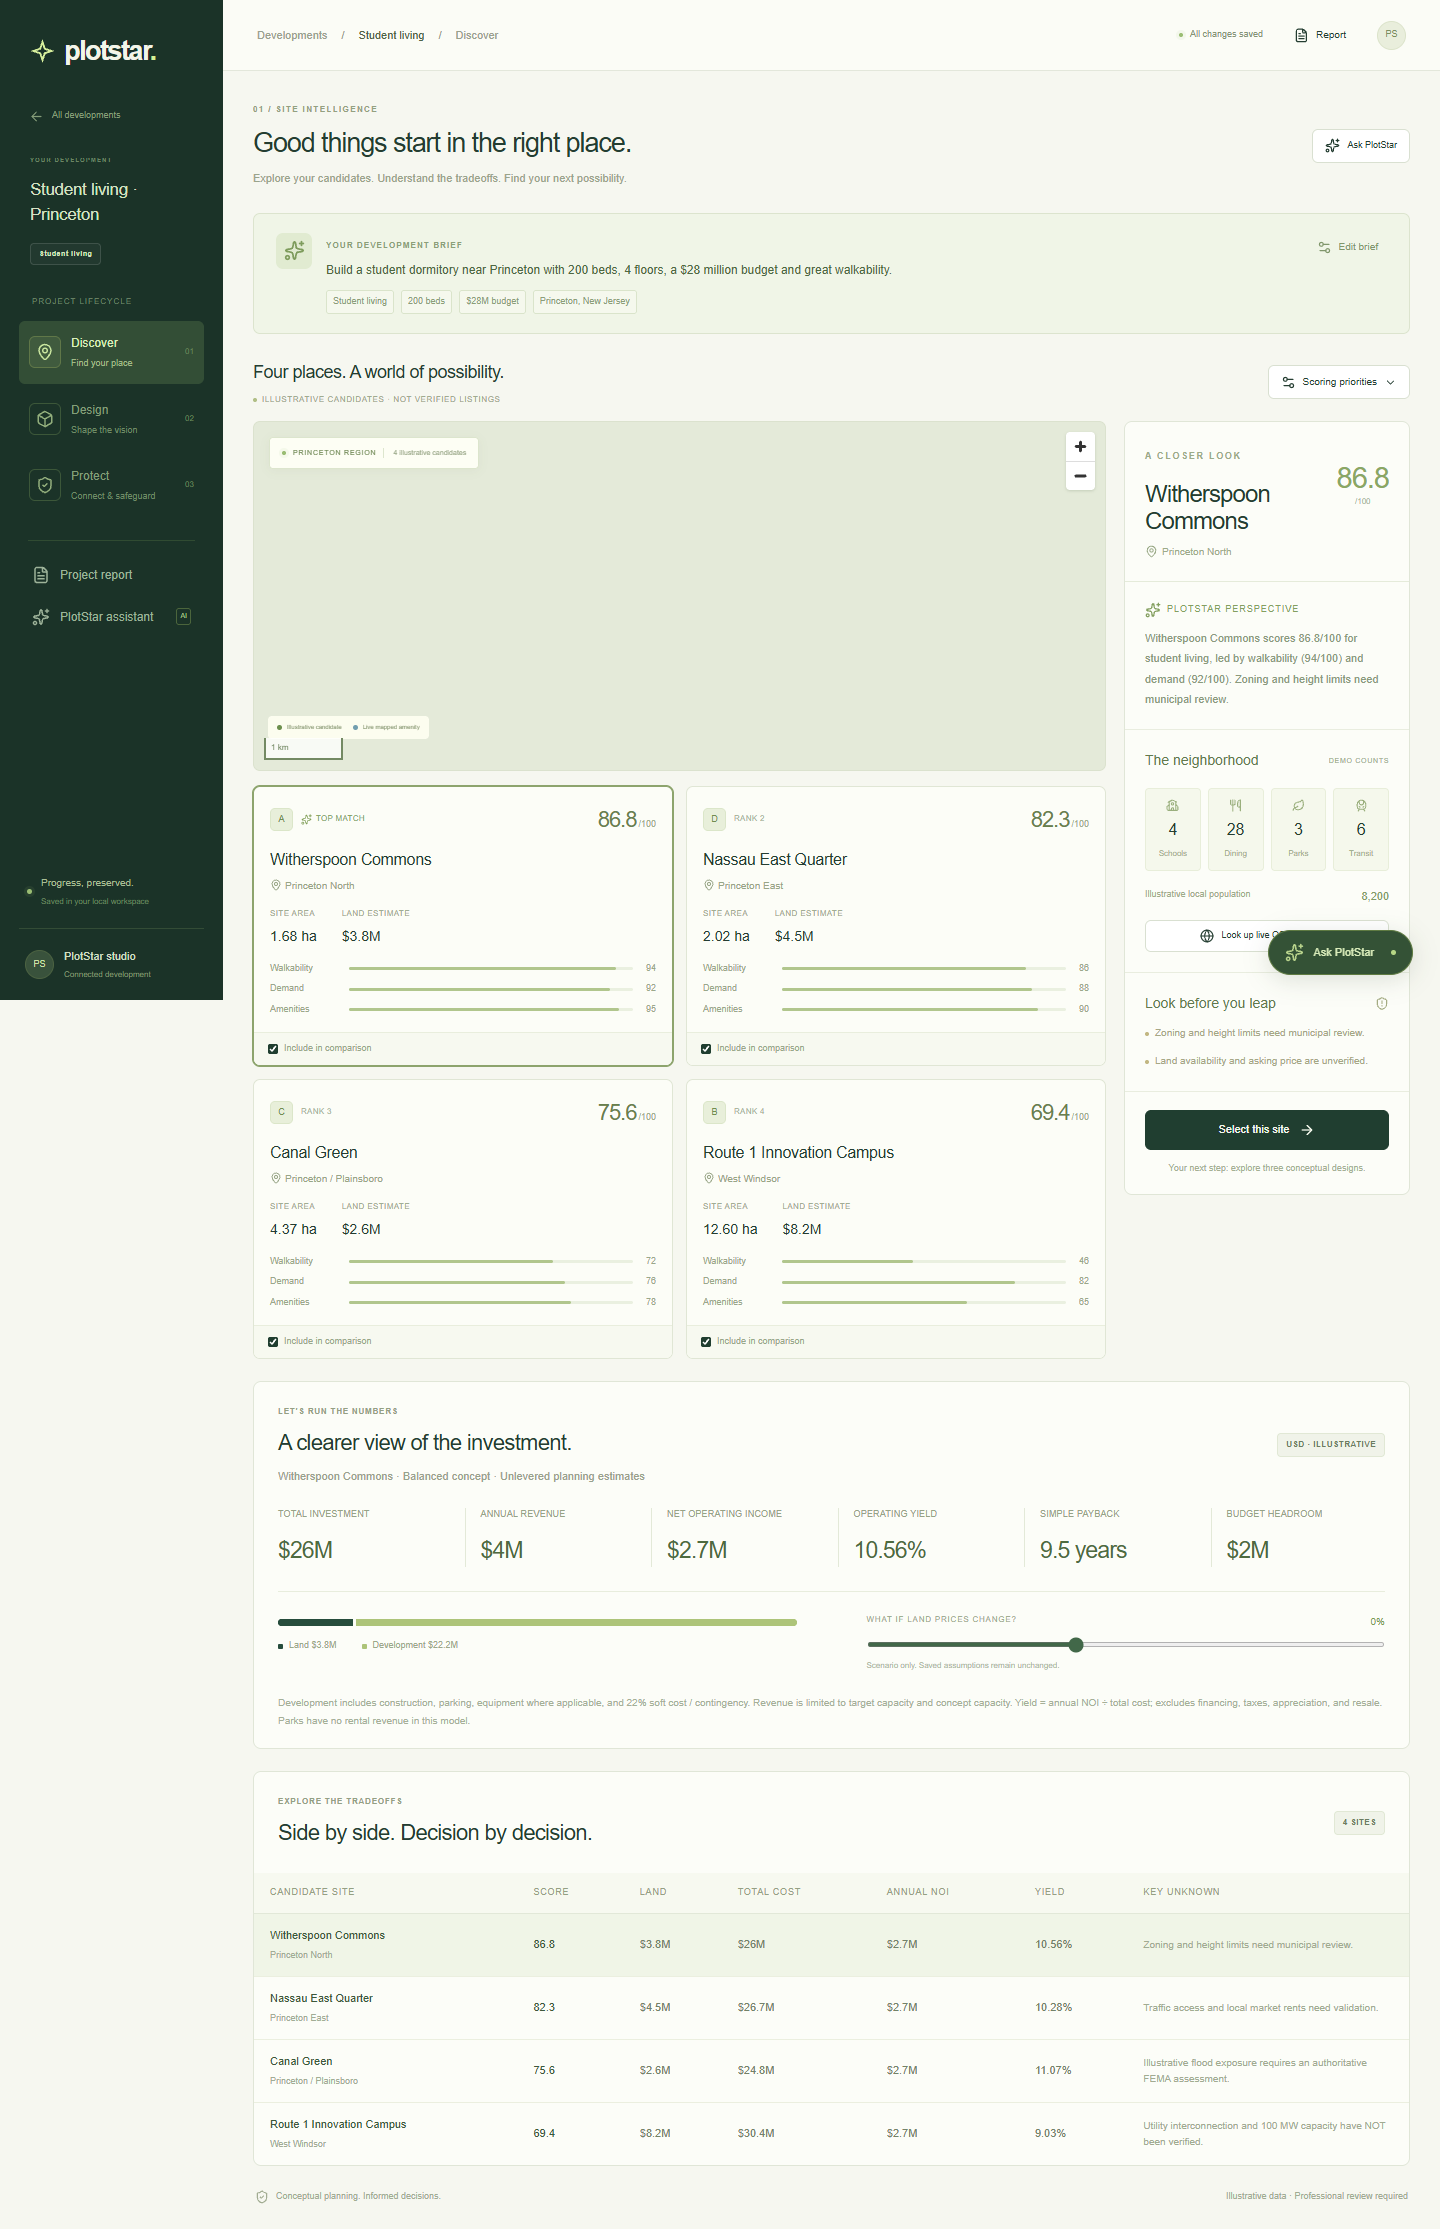 plotstar.
All developments
YOUR DEVELOPMENT
Student living ·
Princeton
Student living
PROJECT LIFECYCLE
Discover
Find your place
01
Design
Shape the vision
02
Protect
Connect & safeguard
03
Project report
PlotStar assistant
AI
Progress, preserved.
Saved in your local workspace
PS
PlotStar studio
Connected development
Developments / Student living / Discover
All changes saved
Report
PS
01 / SITE INTELLIGENCE
Good things start in the right place.
Explore your candidates. Understand the tradeoffs. Find your next possibility.
Ask PlotStar
YOUR DEVELOPMENT BRIEF
Build a student dormitory near Princeton with 200 beds, 4 floors, a $28 million budget and great walkability.
Student living
200 beds
$28M budget
Princeton, New Jersey
Edit brief
Four places. A world of possibility.
ILLUSTRATIVE CANDIDATES · NOT VERIFIED LISTINGS
Scoring priorities
PRINCETON REGION
4 illustrative candidates
+
−
Illustrative candidate
Live mapped amenity
1 km
A
TOP MATCH
86.8/100
Witherspoon Commons
Princeton North
SITE AREA
LAND ESTIMATE
1.68 ha
$3.8M
Walkability 94
Demand 92
Amenities 95
Include in comparison
D
RANK 2
82.3/100
Nassau East Quarter
Princeton East
SITE AREA
LAND ESTIMATE
2.02 ha
$4.5M
Walkability 86
Demand 88
Amenities 90
Include in comparison
C
RANK 3
75.6/100
Canal Green
Princeton / Plainsboro
SITE AREA
LAND ESTIMATE
4.37 ha
$2.6M
Walkability 72
Demand 76
Amenities 78
Include in comparison
B
RANK 4
69.4/100
Route 1 Innovation Campus
West Windsor
SITE AREA
LAND ESTIMATE
12.60 ha
$8.2M
Walkability 46
Demand 82
Amenities 65
Include in comparison
A CLOSER LOOK
Witherspoon
Commons
86.8
/100
Princeton North
PLOTSTAR PERSPECTIVE
Witherspoon Commons scores 86.8/100 for
student living, led by walkability (94/100) and
demand (92/100). Zoning and height limits need
municipal review.
The neighborhood
DEMO COUNTS
4
Schools
28
Dining
3
Parks
6
Transit
Illustrative local population
8,200
Look up live
Ask PlotStar
Look before you leap
Zoning and height limits need municipal review.
Land availability and asking price are unverified.
Select this site
Your next step: explore three conceptual designs.
LET'S RUN THE NUMBERS
A clearer view of the investment.
Witherspoon Commons · Balanced concept · Unlevered planning estimates
USD · ILLUSTRATIVE
TOTAL INVESTMENT
$26M
ANNUAL REVENUE
$4M
NET OPERATING INCOME
$2.7M
OPERATING YIELD
10.56%
SIMPLE PAYBACK
9.5 years
BUDGET HEADROOM
$2M
Land $3.8M
Development $22.2M
WHAT IF LAND PRICES CHANGE?
0%
Scenario only. Saved assumptions remain unchanged.
Development includes construction, parking, equipment where applicable, and 22% soft cost / contingency. Revenue is limited to target capacity and concept capacity. Yield = annual NOI ÷ total cost; excludes financing, taxes, appreciation, and resale.
Parks have no rental revenue in this model.
EXPLORE THE TRADEOFFS
Side by side. Decision by decision.
4 SITES
CANDIDATE SITE SCORE LAND TOTAL COST ANNUAL NOI YIELD KEY UNKNOWN
Witherspoon Commons
Princeton North
86.8 $3.8M $26M $2.7M 10.56% Zoning and height limits need municipal review.
Nassau East Quarter
Princeton East
82.3 $4.5M $26.7M $2.7M 10.28% Traffic access and local market rents need validation.
Canal Green
Princeton / Plainsboro
75.6 $2.6M $24.8M $2.7M 11.07% Illustrative flood exposure requires an authoritative
FEMA assessment.
Route 1 Innovation Campus
West Windsor
69.4 $8.2M $30.4M $2.7M 9.03% Utility interconnection and 100 MW capacity have NOT
been verified.
Conceptual planning. Informed decisions.
Illustrative data · Professional review required